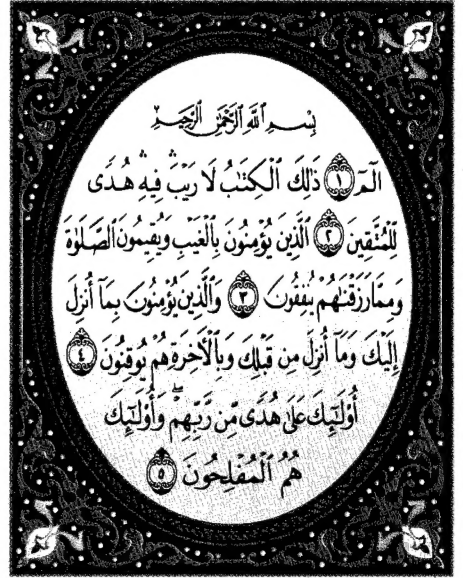 بِسْمِ ٱللَّهِ ٱلرَّحْمَٰنِ ٱلرَّحِيمِ
الٓمٓ ١ ذَٰلِكَ ٱلْكِتَٰبُ لَا رَيْبَ ۛ فِيهِ ۛ هُدًى
لِّلْمُتَّقِينَ ٢ ٱلَّذِينَ يُؤْمِنُونَ بِٱلْغَيْبِ وَيُقِيمُونَ ٱلصَّلَوٰةَ
وَمِمَّا رَزَقْنَٰهُمْ يُنفِقُونَ ٣ وَٱلَّذِينَ يُؤْمِنُونَ بِمَآ أُنزِلَ
إِلَيْكَ وَمَآ أُنزِلَ مِن قَبْلِكَ وَبِٱلْأَخِرَةِ هُمْ يُوقِنُونَ ٤
أُو۟لَٰٓئِكَ عَلَىٰ هُدًى مِّن رَّبِّهِمْ ۖ وَأُو۟لَٰٓئِكَ
هُمُ ٱلْمُفْلِحُونَ ٥